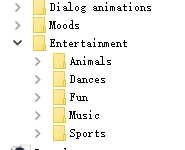 Dialog animations
Moods
Entertainment
Animals
Dances
Fun
Music
Sports